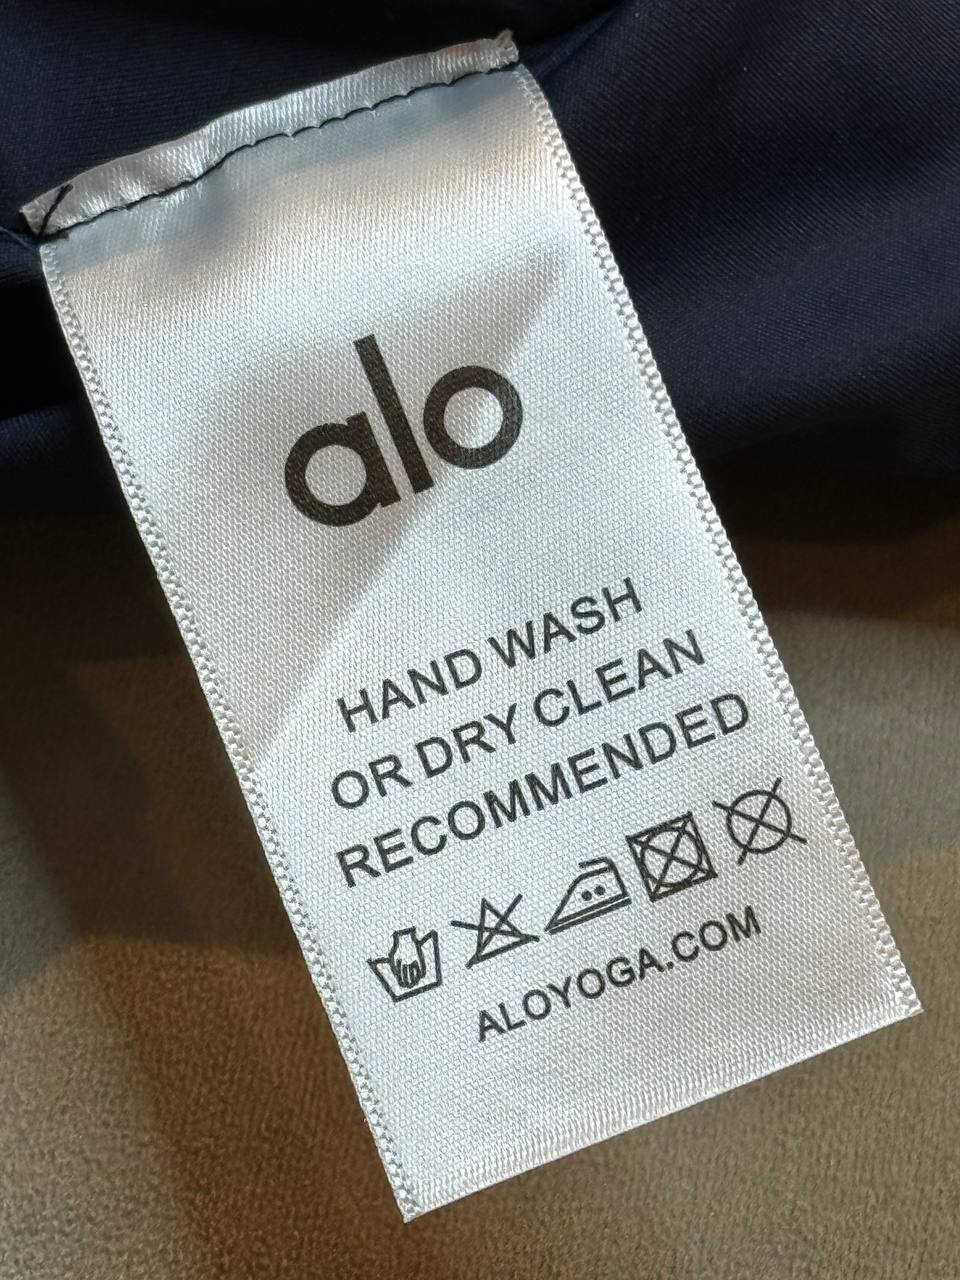 alo
HAND WASH
OR DRY CLEAN
RECOMMENDED
ALOYOGA.COM